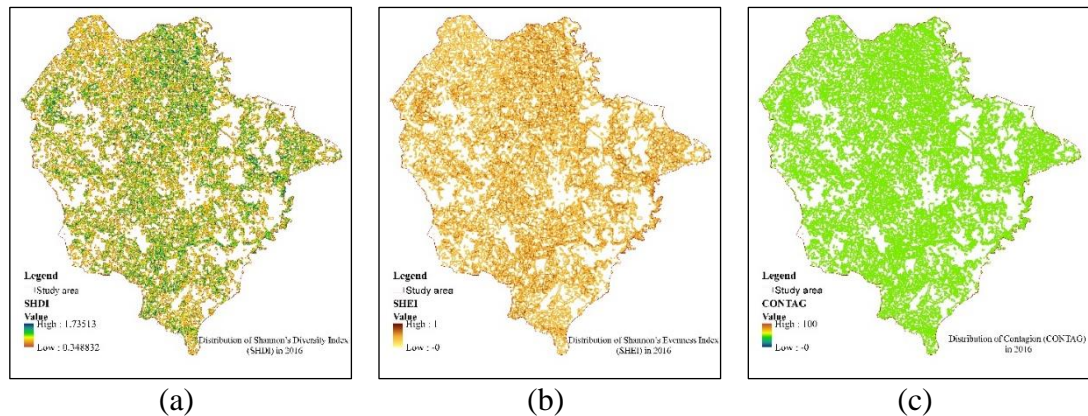 Legend
Study area
SHDI
Value
High : 1.73513
Low : 0.348832
Distribution of Shannon's Diversity Index
(SHDI) in 2016
(a)
Legend
Study area
SHEI
Value
High : 1
Low : -0
Distribution of Shannon's Evenness Index
(SHEI) in 2016
(b)
Legend
Study area
CONTAG
Value
High : 100
Low : -0
Distribution of Contagion (CONTAG)
in 2016
(c)